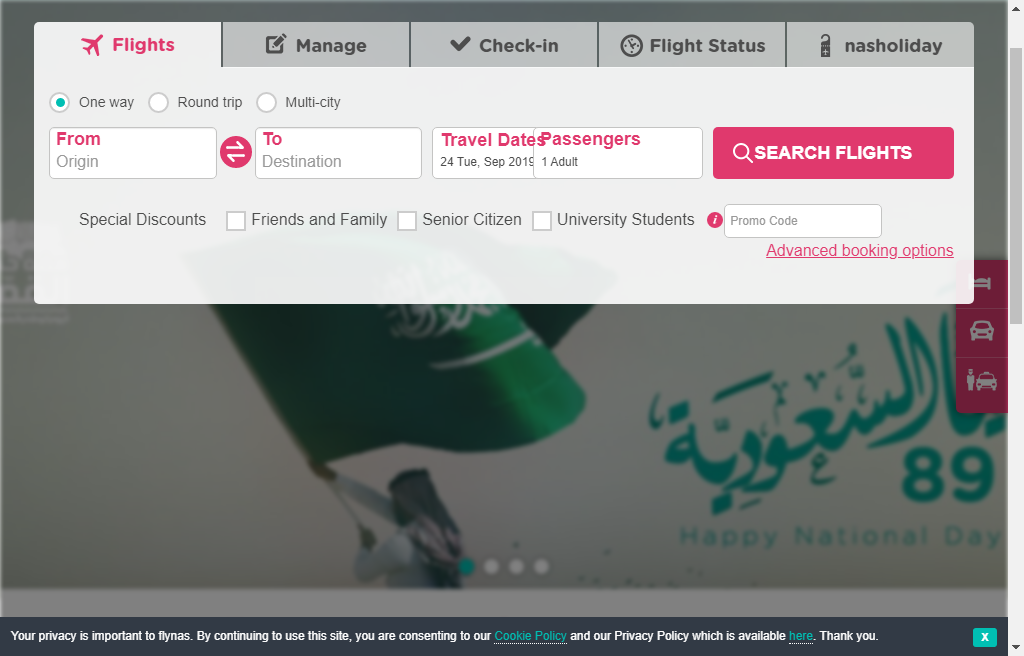 Flights
Manage
Check-in
Flight Status
nasholiday
One way
Round trip
Multi-city
From
Origin
To
Destination
Travel Dates
24 Tue, Sep 2019
Passengers
1 Adult
SEARCH FLIGHTS
Special Discounts
Friends and Family
Senior Citizen
University Students
i
Promo Code
Advanced booking options
السعودية
89
Happy National Day
Your privacy is important to flynas. By continuing to use this site, you are consenting to our Cookie Policy and our Privacy Policy which is available here. Thank you.
X